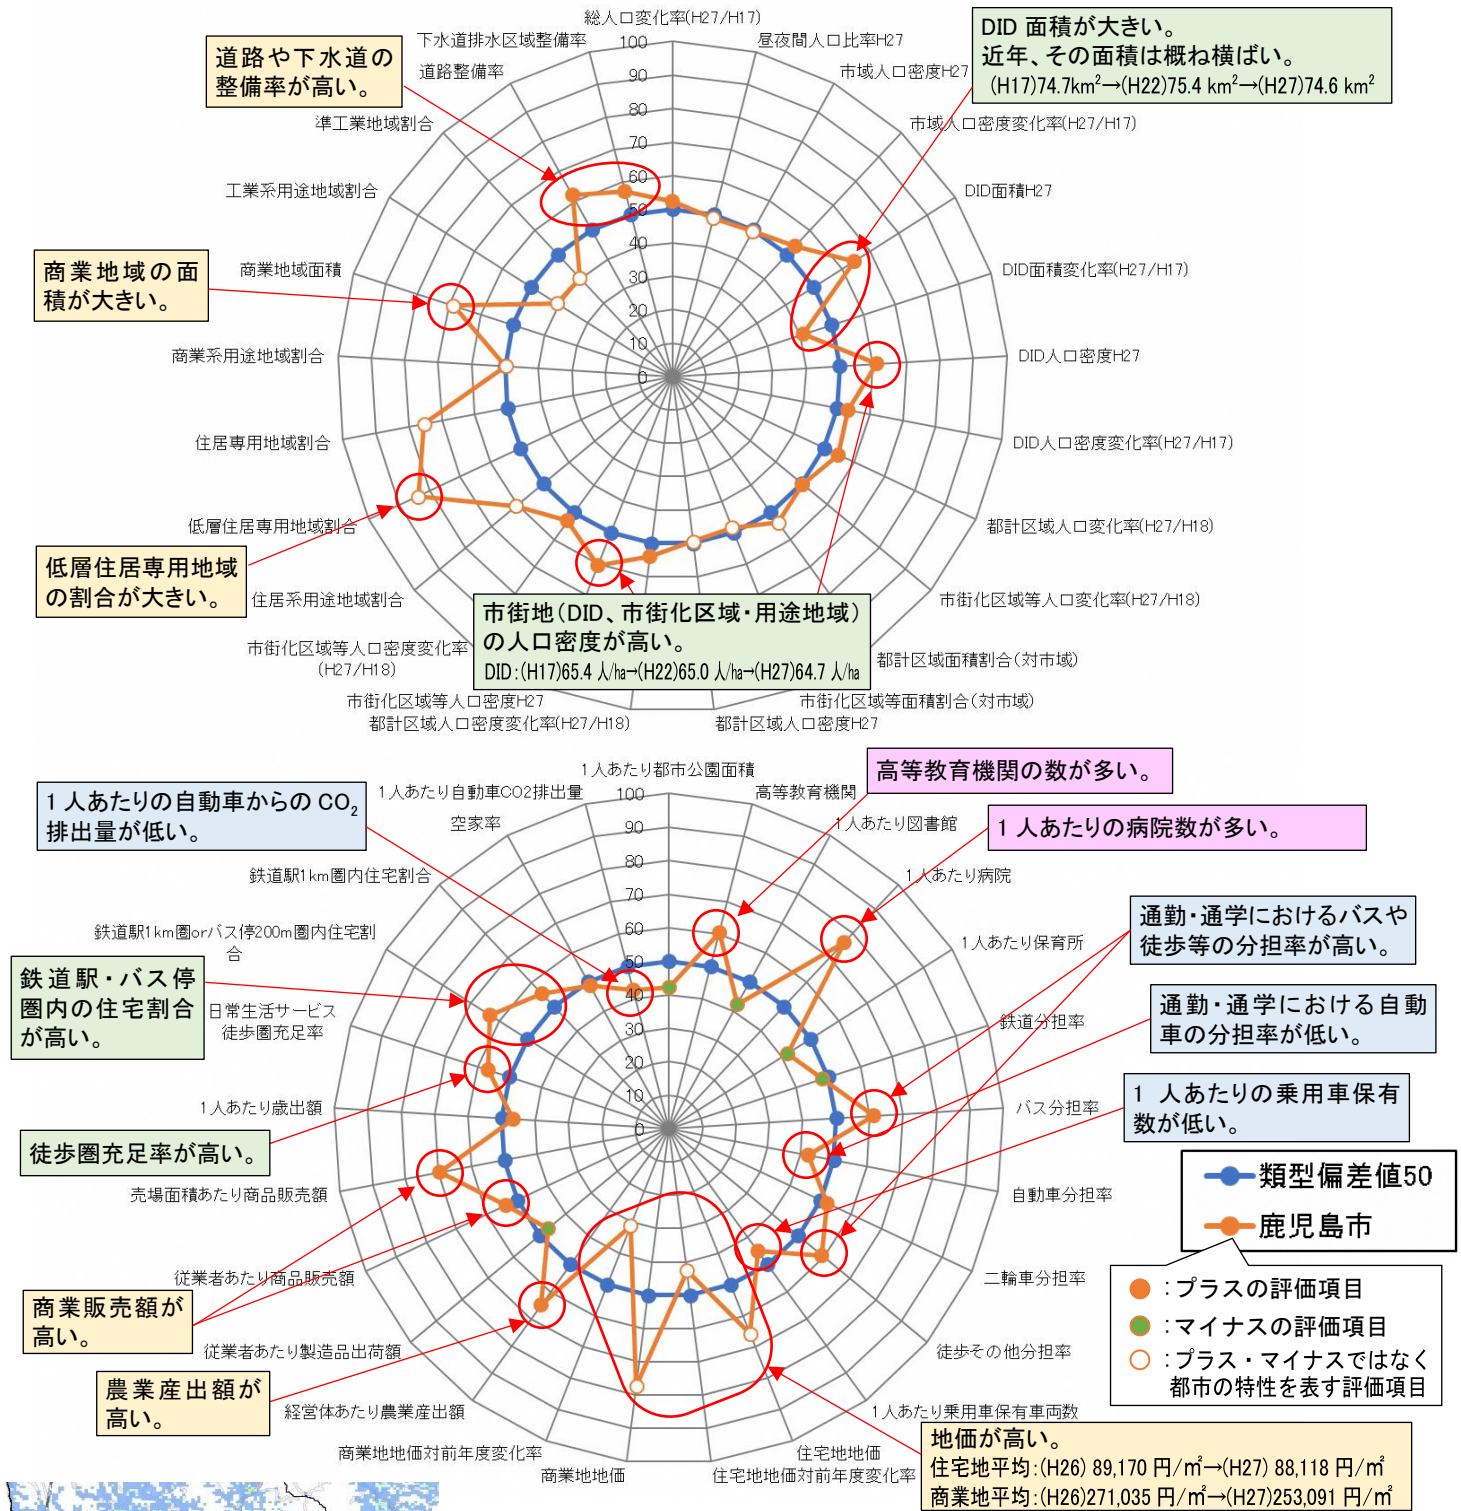 総人口変化率(H27/H17)
下水道排水区域整備率
昼夜間人口比率H27
道路整備率
市域人口密度H27
準工業地域割合
市域人口密度変化率(H27/H17)
工業系用途地域割合
DID面積H27
商業地域面積
DID面積変化率(H27/H17)
商業系用途地域割合
DID人口密度H27
住居専用地域割合
DID人口密度変化率(H27/H17)
低層住居専用地域割合
都計区域人口変化率(H27/H18)
住居系用途地域割合
市街化区域等人口変化率(H27/H18)
市街化区域等人口密度変化率
(H27/H18)
都計区域面積割合(対市域)
市街化区域等人口密度H27
市街化区域等面積割合(対市域)
都計区域人口密度変化率(H27/H18)
都計区域人口密度H27
100
90
80
70
60
50
40
30
20
10
0
道路や下水道の
整備率が高い。
DID 面積が大きい。
近年、その面積は概ね横ばい。
(H17)74.7km²→(H22)75.4 km²→(H27)74.6 km²
商業地域の面
積が大きい。
低層住居専用地域
の割合が大きい。
市街地(DID、市街化区域・用途地域)
の人口密度が高い。
DID:(H17)65.4 人/ha→(H22)65.0 人/ha→(H27)64.7 人/ha
1人あたり都市公園面積
1人あたり自動車CO2排出量
高等教育機関
空家率
1人あたり図書館
鉄道駅1km圏内住宅割合
1人あたり病院
鉄道駅1km圏orバス停200m圏内住宅割
合
1人あたり保育所
日常生活サービス
徒歩圏充足率
鉄道分担率
1人あたり歳出額
バス分担率
売場面積あたり商品販売額
自動車分担率
従業者あたり商品販売額
二輪車分担率
従業者あたり製造品出荷額
徒歩その他分担率
経営体あたり農業産出額
1人あたり乗用車保有車両数
商業地地価対前年度変化率
住宅地地価
商業地地価
住宅地地価対前年度変化率
100
90
80
70
60
50
40
30
20
10
0
1 人あたりの自動車からの CO₂
排出量が低い。
高等教育機関の数が多い。
1 人あたりの病院数が多い。
通勤・通学におけるバスや
徒歩等の分担率が高い。
鉄道駅・バス停
圏内の住宅割合
が高い。
通勤・通学における自動
車の分担率が低い。
1 人あたりの乗用車保有
数が低い。
徒歩圏充足率が高い。
商業販売額が
高い。
農業産出額が
高い。
地価が高い。
住宅地平均:(H26) 89,170 円/㎡→(H27) 88,118 円/㎡
商業地平均:(H26)271,035 円/㎡→(H27)253,091 円/㎡
類型偏差値50
鹿児島市
:プラスの評価項目
:マイナスの評価項目
:プラス・マイナスではなく
都市の特性を表す評価項目